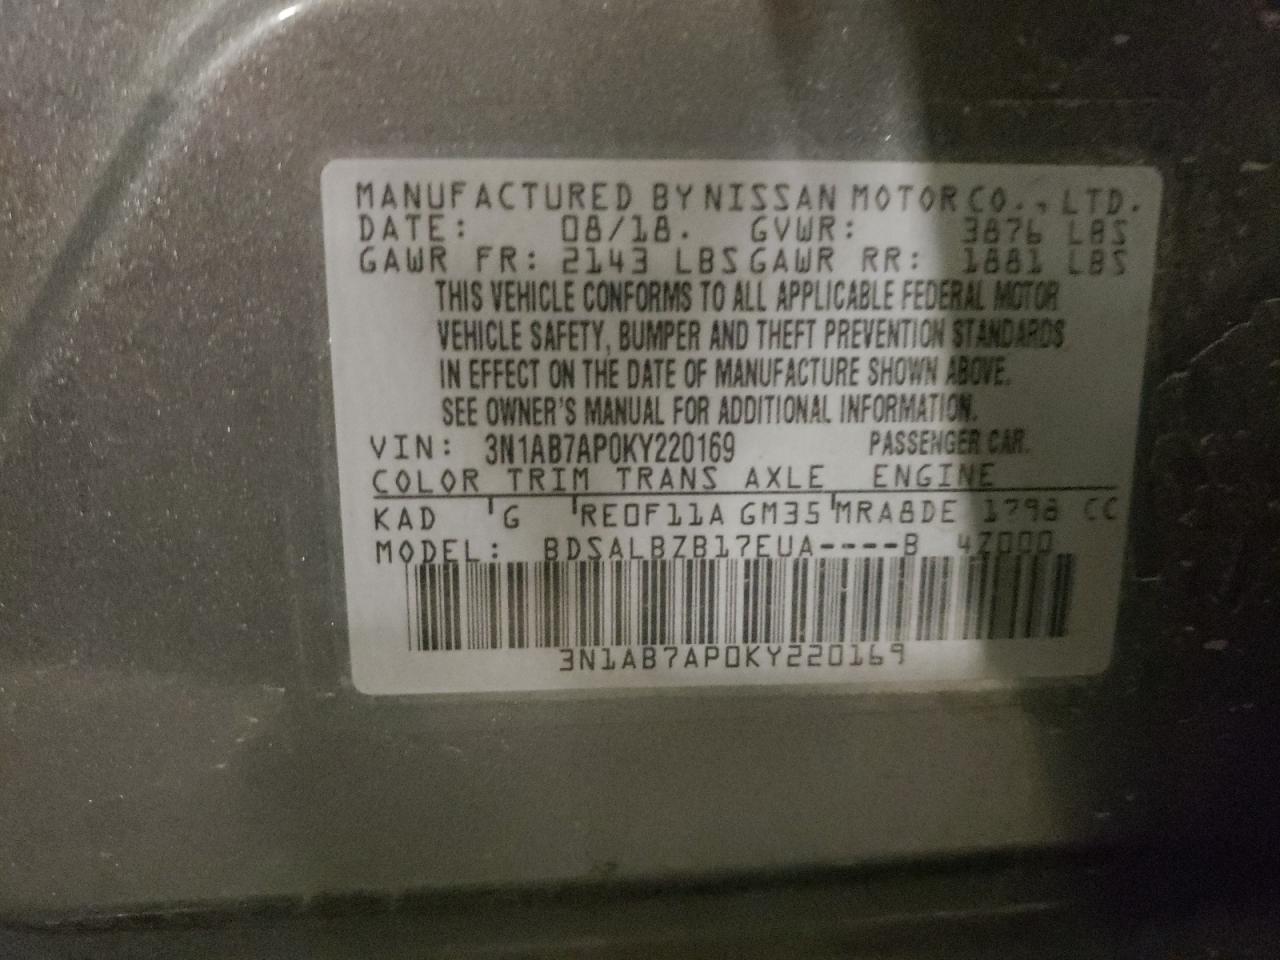 MANUFACTURED BY NISSAN MOTOR CO., LTD.
DATE: 08/18. GVWR: 3876 LBS
GAWR FR: 2143 LBS GAWR RR: 1881 LBS
THIS VEHICLE CONFORMS TO ALL APPLICABLE FEDERAL MOTOR
VEHICLE SAFETY, BUMPER AND THEFT PREVENTION STANDARDS
IN EFFECT ON THE DATE OF MANUFACTURE SHOWN ABOVE.
SEE OWNER'S MANUAL FOR ADDITIONAL INFORMATION.
VIN: 3N1AB7AP0KY220169 PASSENGER CAR.
COLOR TRIM TRANS AXLE ENGINE
KAD G RE0F11A GM35 MRA8DE 1798 CC
MODEL: BDSALBZB17EUA----B 4Z000
3N1AB7AP0KY220169